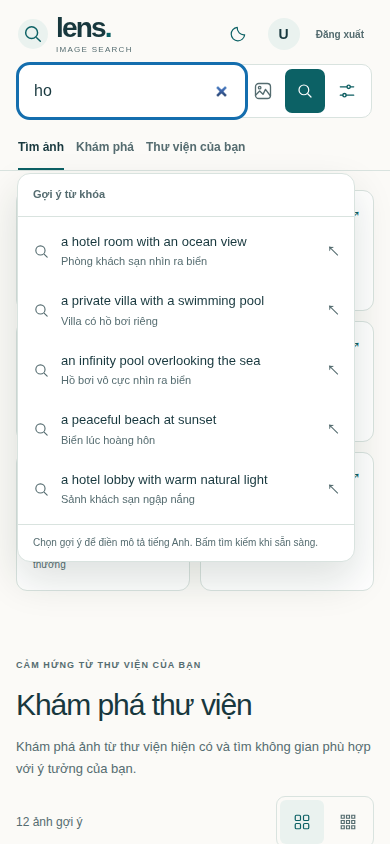 lens.
IMAGE SEARCH
U
Đăng xuất
ho
Tìm ảnh
Khám phá
Thư viện của bạn
Gợi ý từ khóa
a hotel room with an ocean view
Phòng khách sạn nhìn ra biển
a private villa with a swimming pool
Villa có hồ bơi riêng
an infinity pool overlooking the sea
Hồ bơi vô cực nhìn ra biển
a peaceful beach at sunset
Biển lúc hoàng hôn
a hotel lobby with warm natural light
Sảnh khách sạn ngập nắng
Chọn gợi ý để điền mô tả tiếng Anh. Bấm tìm kiếm khi sẵn sàng.
CẢM HỨNG TỪ THƯ VIỆN CỦA BẠN
Khám phá thư viện
Khám phá ảnh từ thư viện hiện có và tìm không gian phù hợp
với ý tưởng của bạn.
12 ảnh gợi ý